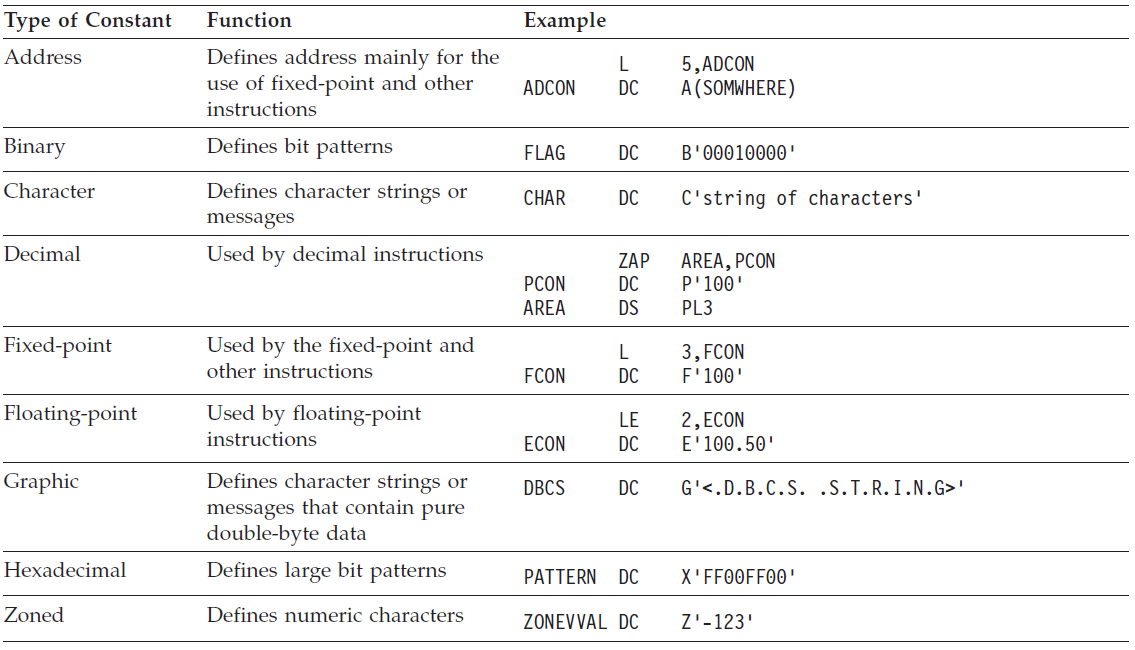 Type of Constant Function Example
Address Defines address mainly for the
use of fixed-point and other
instructions
L 5,ADCON
ADCON DC A(SOMWHERE)
Binary Defines bit patterns FLAG DC B'00010000'
Character Defines character strings or
messages
CHAR DC C'string of characters'
Decimal Used by decimal instructions
ZAP AREA,PCON
PCON DC P'100'
AREA DS PL3
Fixed-point Used by the fixed-point and
other instructions
L 3,FCON
FCON DC F'100'
Floating-point Used by floating-point
instructions
LE 2,ECON
ECON DC E'100.50'
Graphic Defines character strings or
messages that contain pure
double-byte data
DBCS DC G'<.D.B.C.S. .S.T.R.I.N.G>'
Hexadecimal Defines large bit patterns PATTERN DC X'FF00FF00'
Zoned Defines numeric characters ZONEVVAL DC Z'-123'